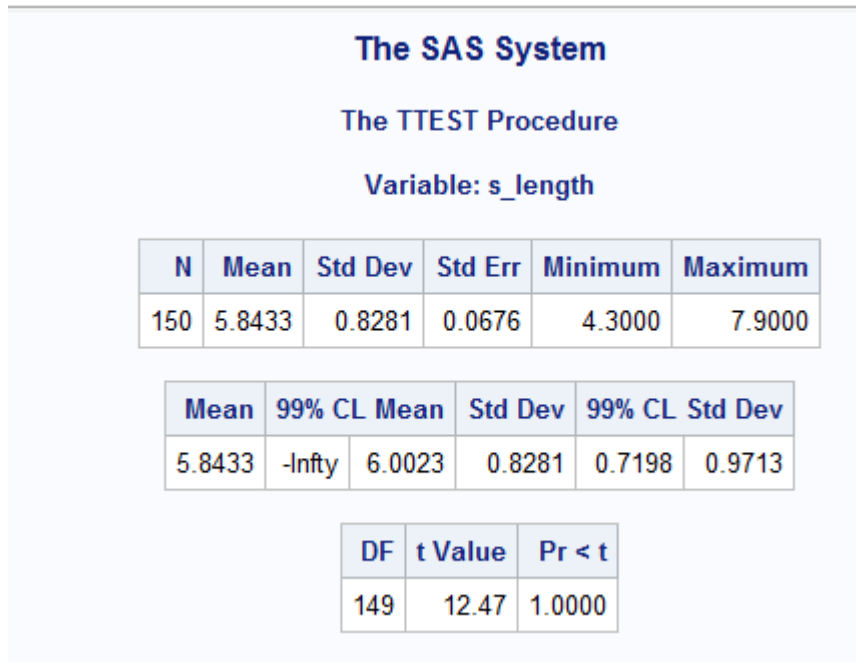 The SAS System
The TTEST Procedure
Variable: s_length
N Mean Std Dev Std Err Minimum Maximum
150 5.8433 0.8281 0.0676 4.3000 7.9000
Mean 99% CL Mean Std Dev 99% CL Std Dev
5.8433 -Infty 6.0023 0.8281 0.7198 0.9713
DF t Value Pr < t
149 12.47 1.0000